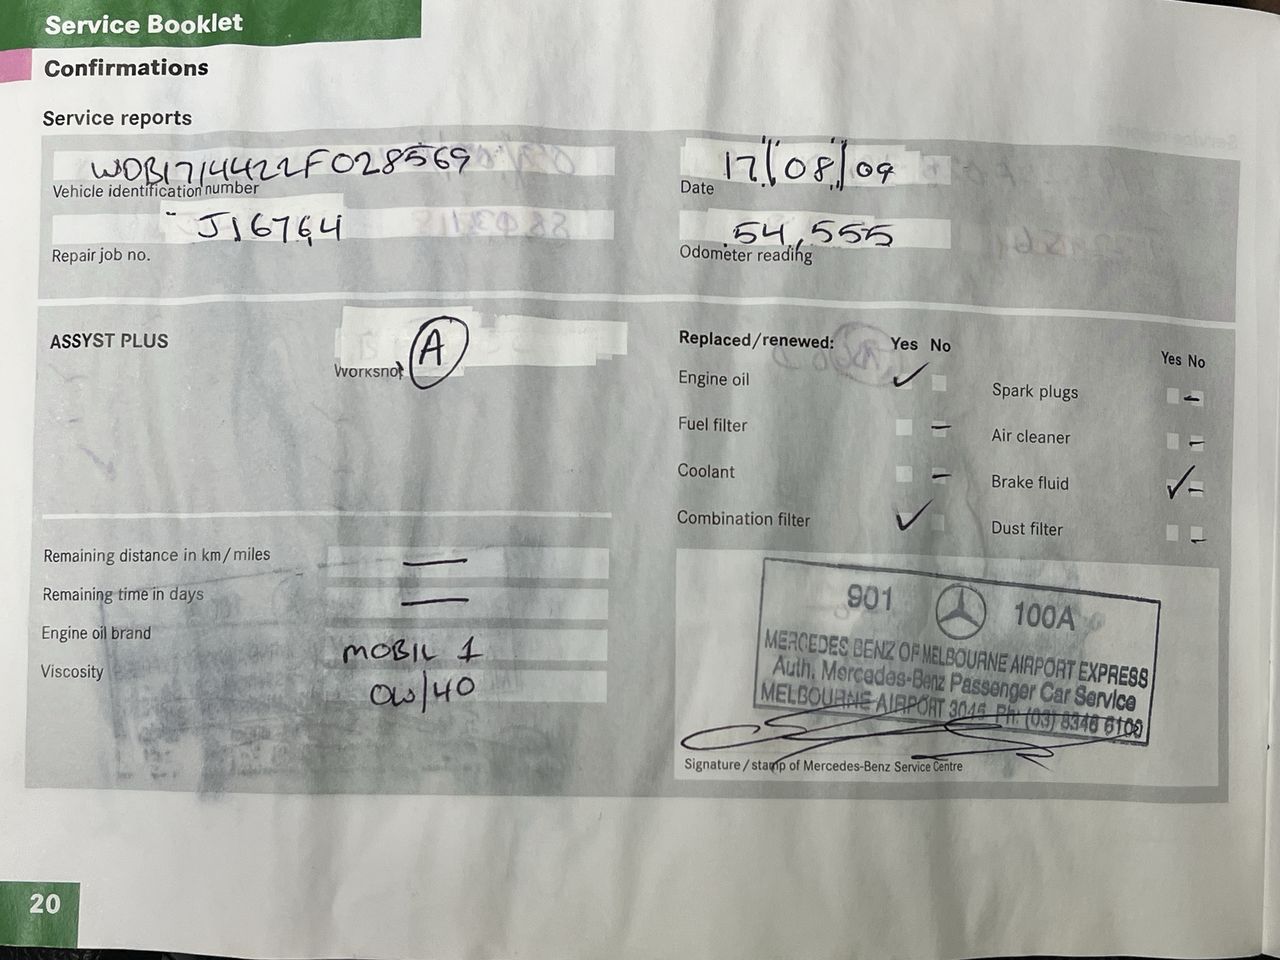 Service Booklet
Confirmations
Service reports
WDB1714422F028569
Vehicle identification number
17/08/09
Date
J16764
Repair job no.
54,555
Odometer reading
ASSYST PLUS
A
Replaced/renewed: Yes No
Yes No
Engine oil ✓
Spark plugs –
Fuel filter –
Air cleaner –
Coolant –
Brake fluid ✓ –
Combination filter ✓
Dust filter –
Remaining distance in km/miles —
Remaining time in days —
Engine oil brand MOBIL 1
Viscosity 0W/40
901 100A
MERCEDES BENZ OF MELBOURNE AIRPORT EXPRESS
Auth. Mercedes-Benz Passenger Car Service
MELBOURNE AIRPORT 3045 Ph: (03) 8346 6100
Signature/stamp of Mercedes-Benz Service Centre
20